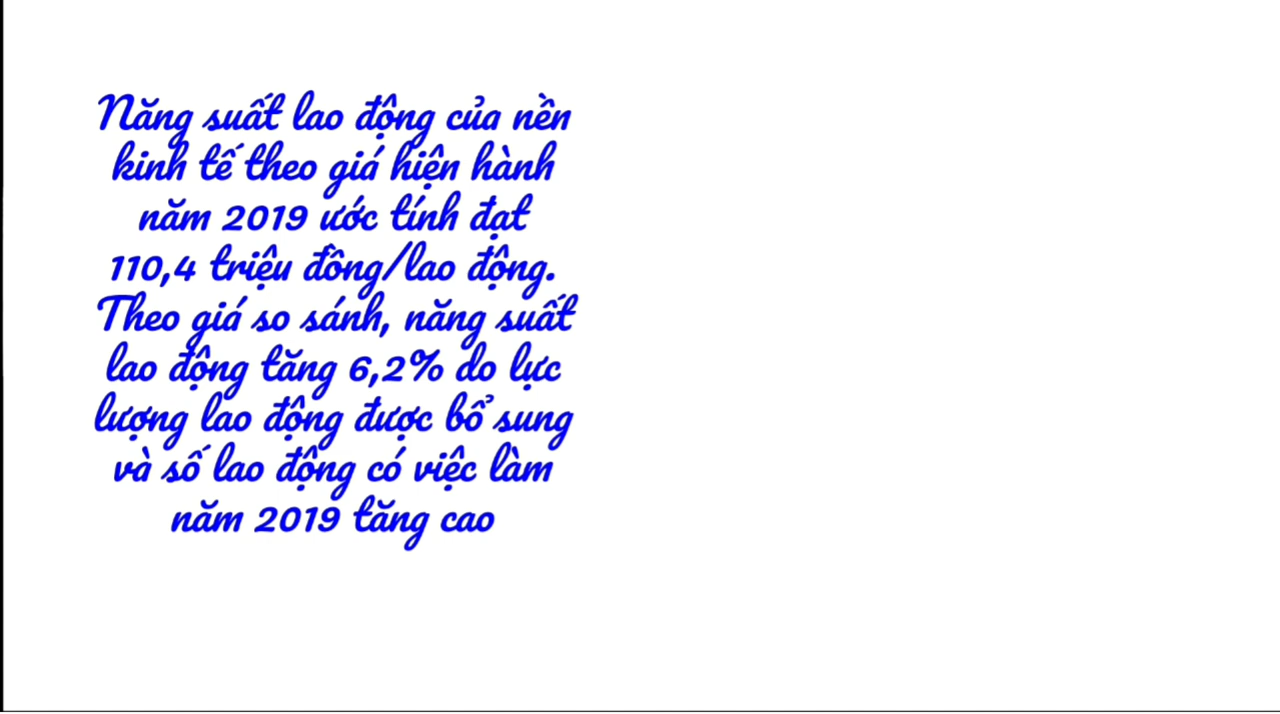 Năng suất lao động của nền
kinh tế theo giá hiện hành
năm 2019 ước tính đạt
110,4 triệu đồng/lao động.
Theo giá so sánh, năng suất
lao động tăng 6,2% do lực
lượng lao động được bổ sung
và số lao động có việc làm
năm 2019 tăng cao